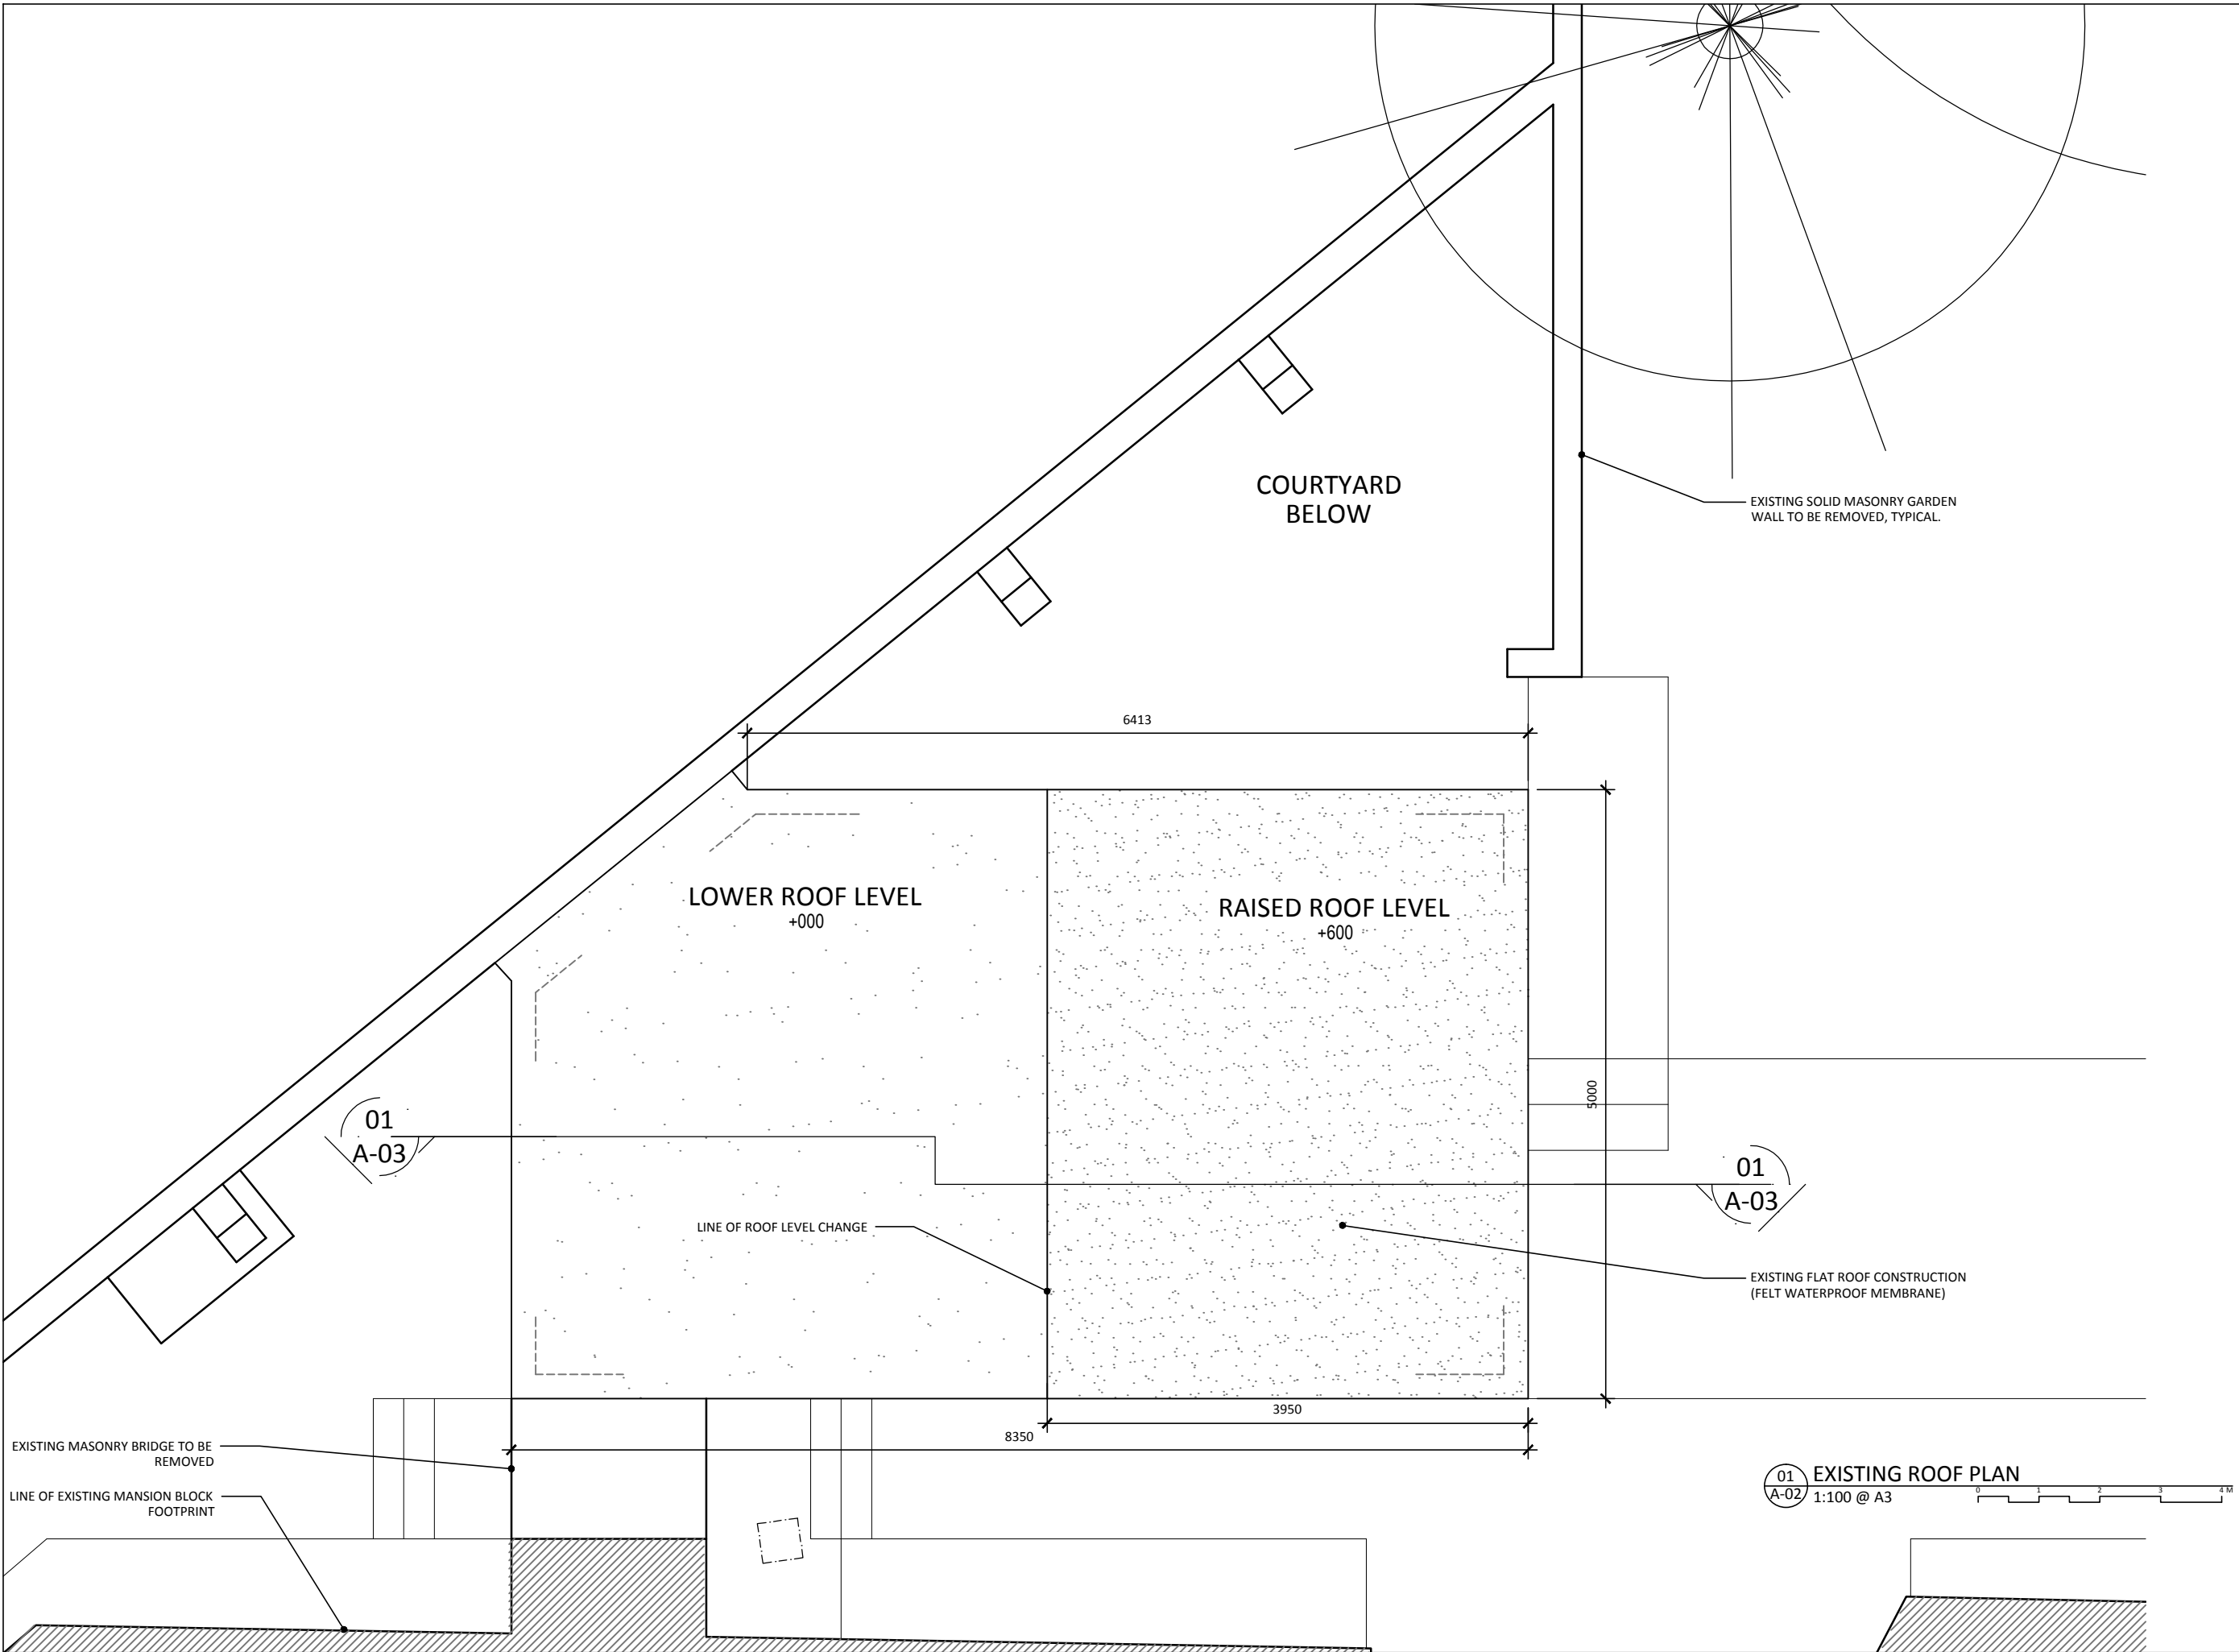 COURTYARD
BELOW
EXISTING SOLID MASONRY GARDEN
WALL TO BE REMOVED, TYPICAL.
6413
LOWER ROOF LEVEL
+000
RAISED ROOF LEVEL
+600
5000
01
A-03
01
A-03
LINE OF ROOF LEVEL CHANGE
EXISTING FLAT ROOF CONSTRUCTION
(FELT WATERPROOF MEMBRANE)
3950
8350
EXISTING MASONRY BRIDGE TO BE
REMOVED
LINE OF EXISTING MANSION BLOCK
FOOTPRINT
01
A-02
EXISTING ROOF PLAN
1:100 @ A3
0 1 2 3 4 M